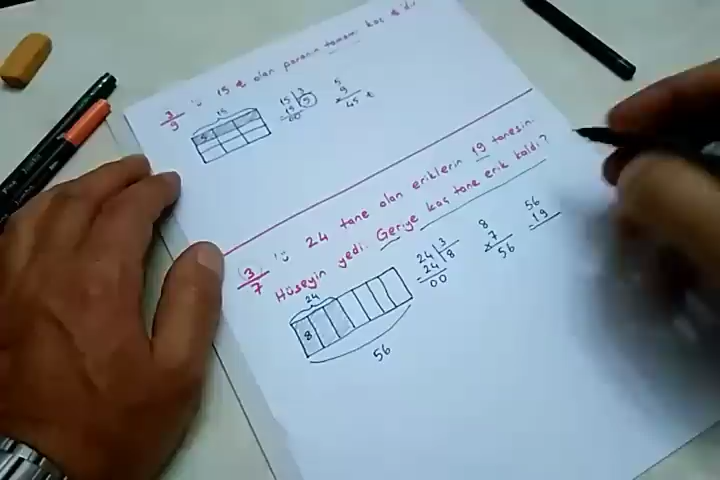 3/9 'ü 15 ₺ olan paranın tamamı kaç ₺'dir
15
5
15 | 3
- 15 | 5
00
5
x 9
45 ₺
3/7 'ü 24 tane olan eriklerin 19 tanesini
Hüseyin yedi. Geriye kaç tane erik kaldı?
24
8
56
24 | 3
- 24 | 8
00
8
x 7
56
56
- 19